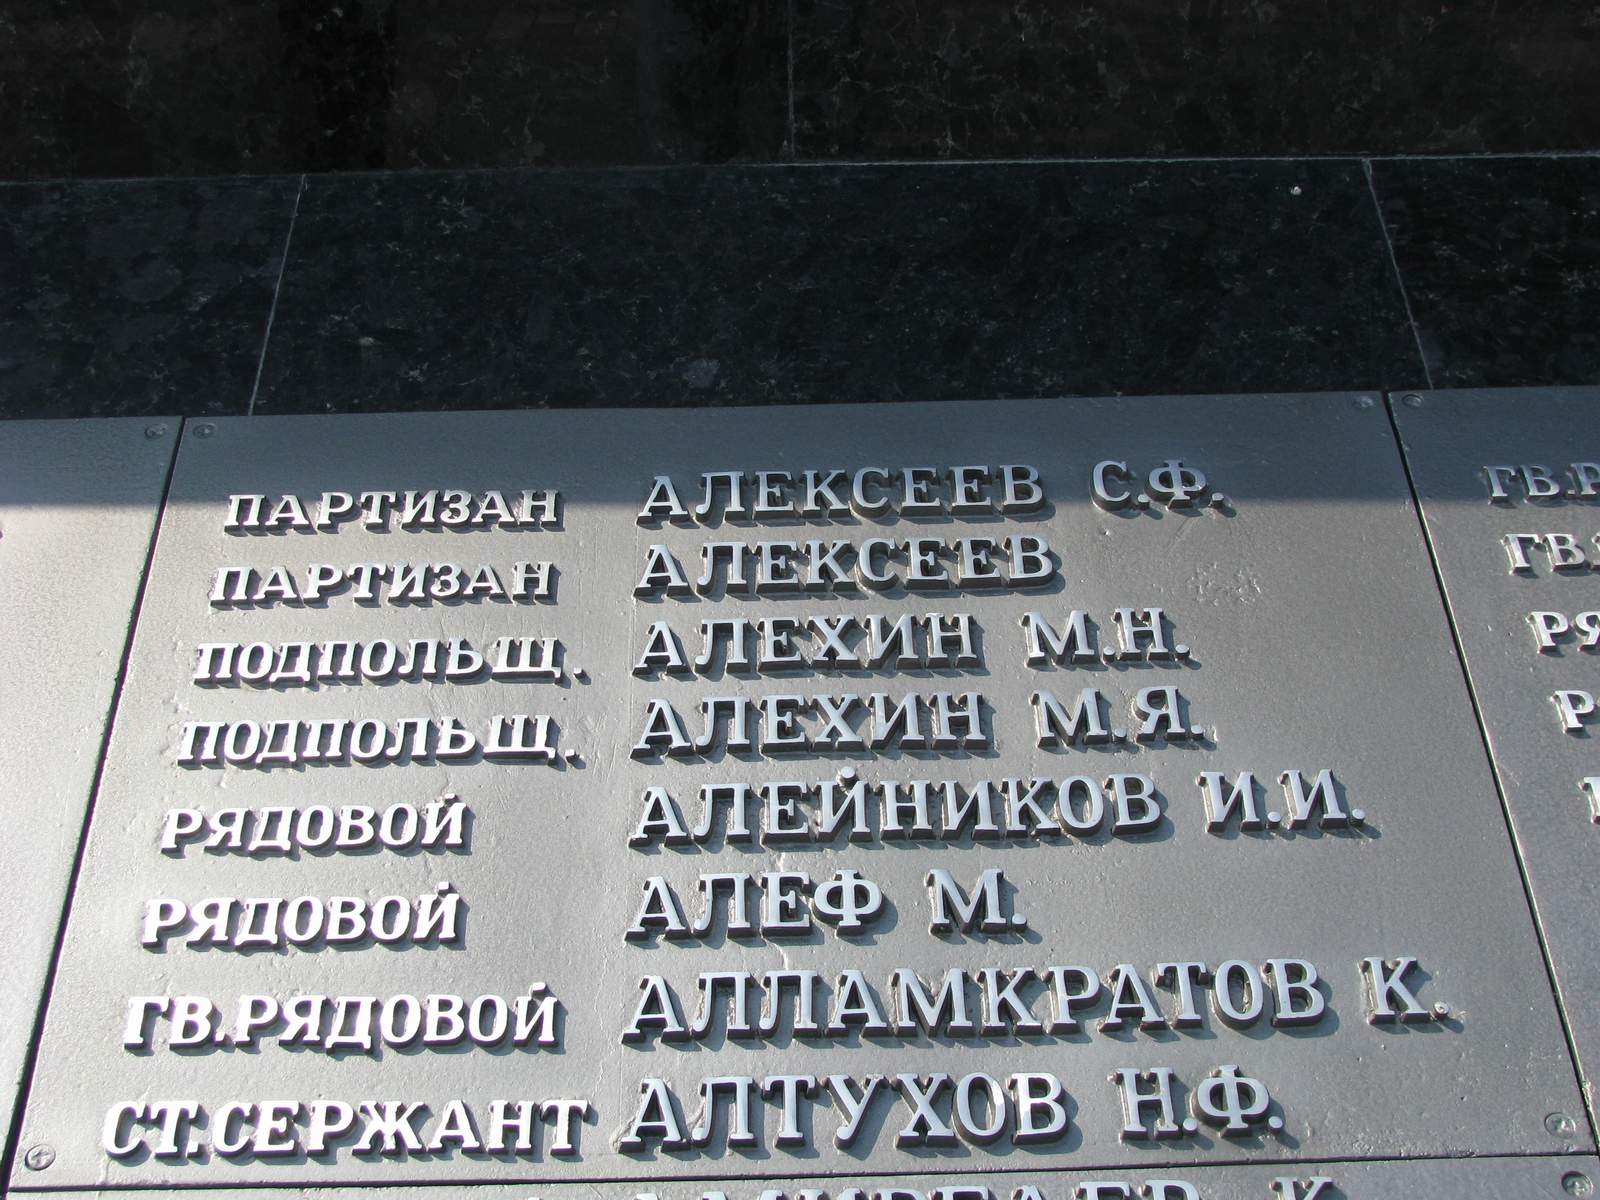 ПАРТИЗАН АЛЕКСЕЕВ С.Ф.
ПАРТИЗАН АЛЕКСЕЕВ
ПОДПОЛЬЩ. АЛЕХИН М.Н.
ПОДПОЛЬЩ. АЛЕХИН М.Я.
РЯДОВОЙ АЛЕЙНИКОВ И.И.
РЯДОВОЙ АЛЕФ М.
ГВ.РЯДОВОЙ АЛЛАМКРАТОВ К.
СТ.СЕРЖАНТ АЛТУХОВ Н.Ф.